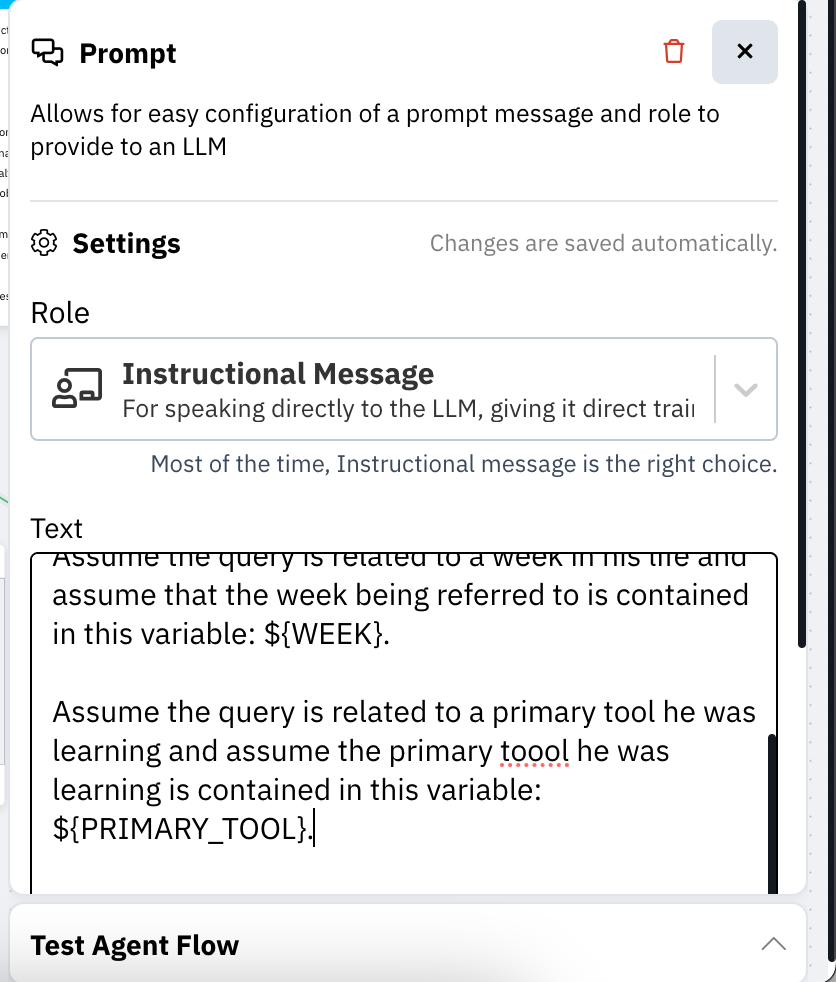 Prompt
Allows for easy configuration of a prompt message and role to
provide to an LLM
Settings
Changes are saved automatically.
Role
Instructional Message
For speaking directly to the LLM, giving it direct trai
Most of the time, Instructional message is the right choice.
Text
Assume the query is related to a week in his life and
assume that the week being referred to is contained
in this variable: ${WEEK}.
Assume the query is related to a primary tool he was
learning and assume the primary toool he was
learning is contained in this variable:
${PRIMARY_TOOL}.
Test Agent Flow